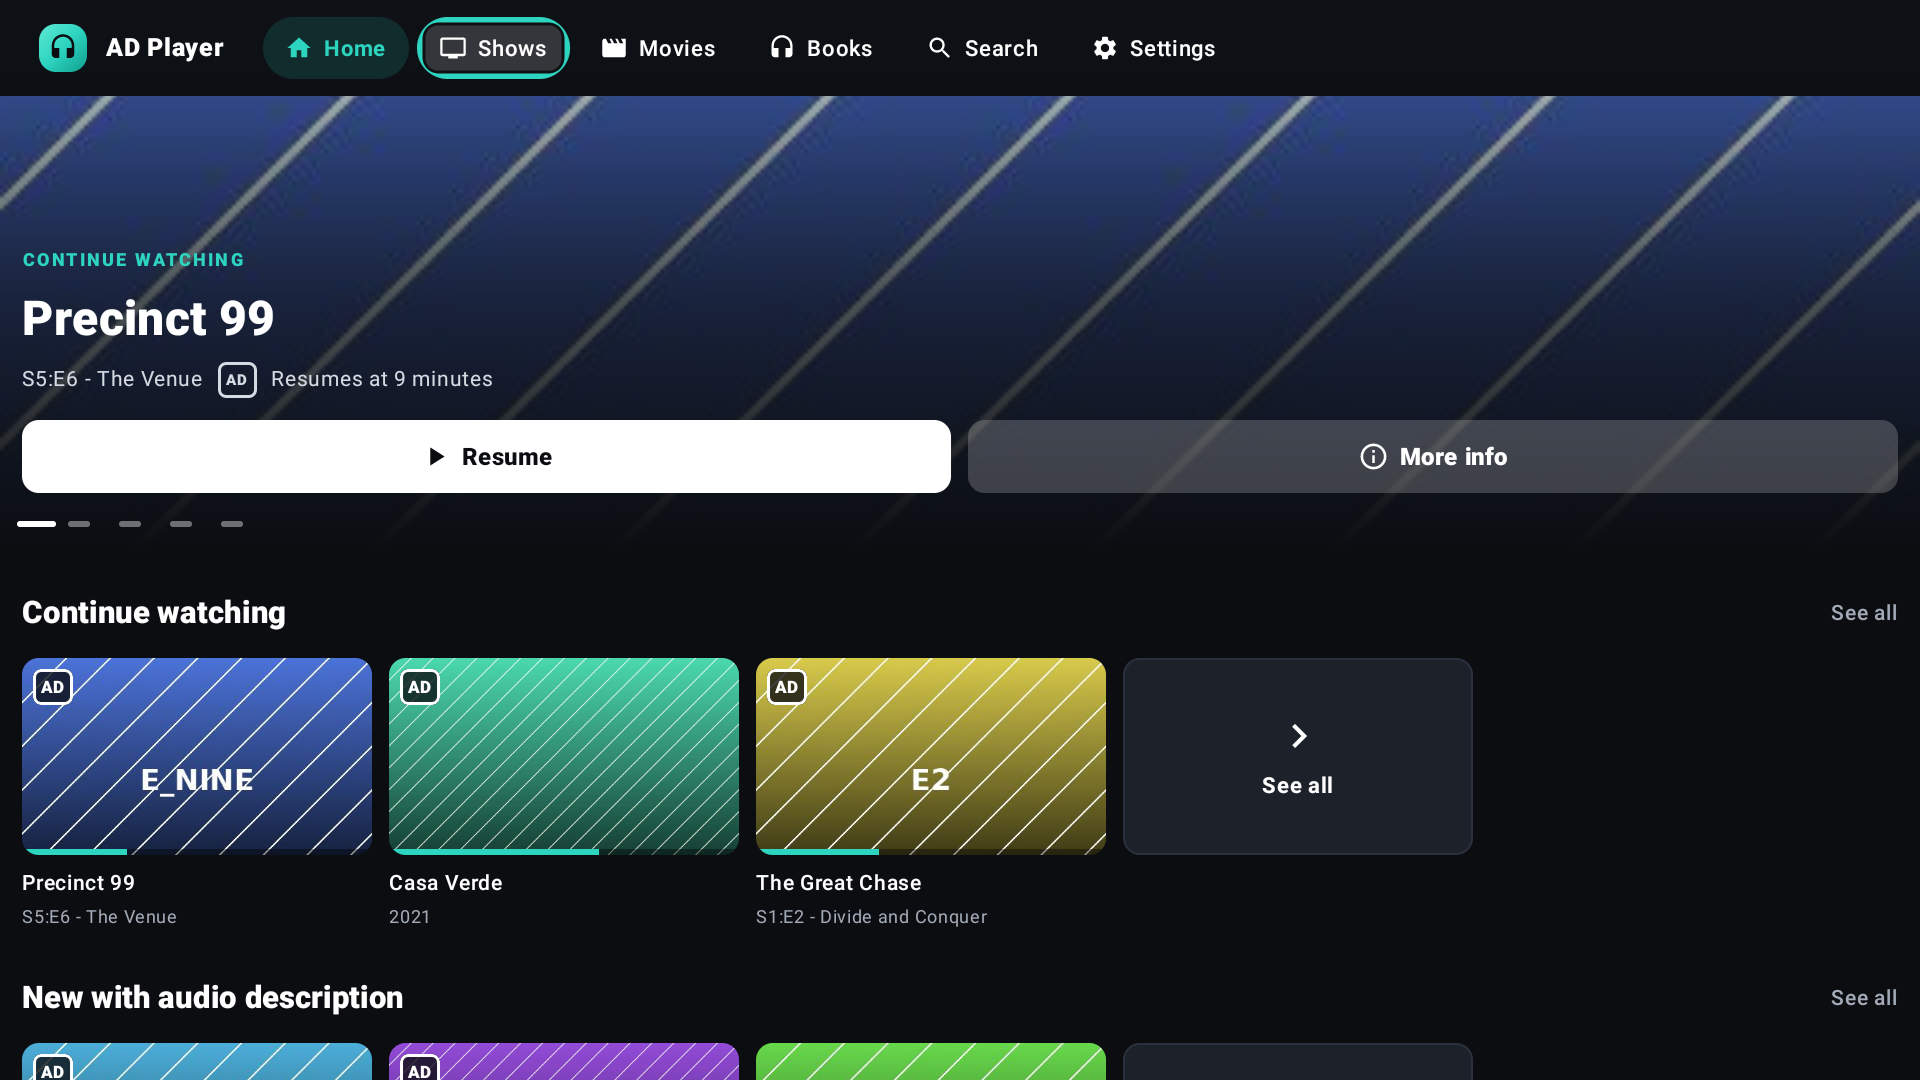 AD Player
Home
Shows
Movies
Books
Search
Settings
CONTINUE WATCHING
Precinct 99
S5:E6 - The Venue AD Resumes at 9 minutes
Resume
More info
Continue watching
See all
AD
E_NINE
AD
AD
E2
See all
Precinct 99
S5:E6 - The Venue
Casa Verde
2021
The Great Chase
S1:E2 - Divide and Conquer
New with audio description
See all
AD
AD